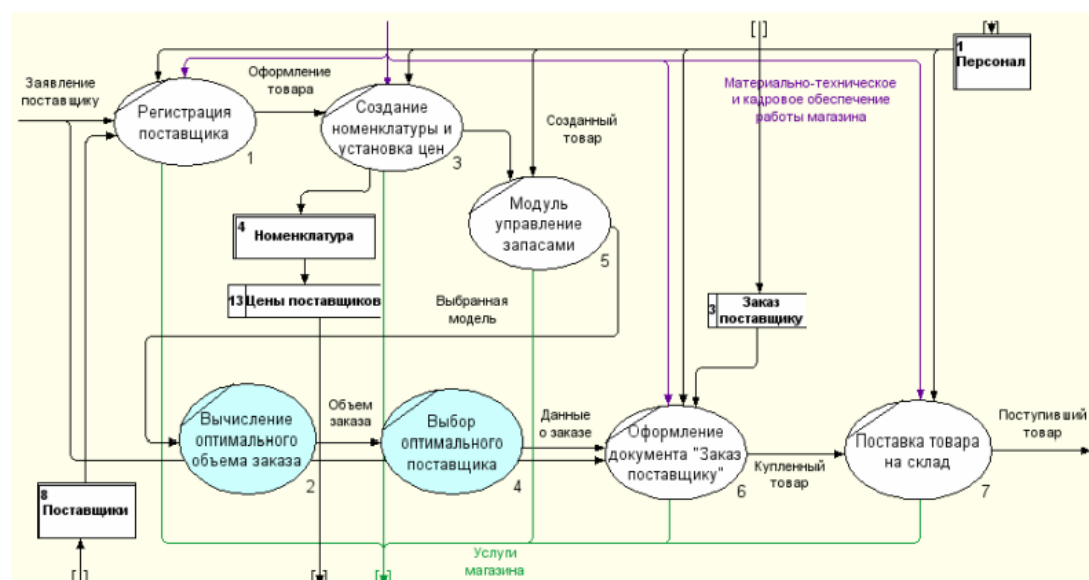 1
Персонал
Заявление
поставщику
Оформление
товара
Материально-техническое
и кадровое обеспечение
работы магазина
Регистрация
поставщика
1
Создание
номенклатуры и
установка цен
3
Созданный
товар
Модуль
управление
запасами
5
4
Номенклатура
13 Цены поставщиков
Выбранная
модель
3
Заказ
поставщику
Вычисление
оптимального
объема заказа
2
Объем
заказа
Выбор
оптимального
поставщика
4
Данные
о заказе
Оформление
документа "Заказ
поставщику"
6
Купленный
товар
Поставка товара
на склад
7
Поступивший
товар
8
Поставщики
Услуги
магазина